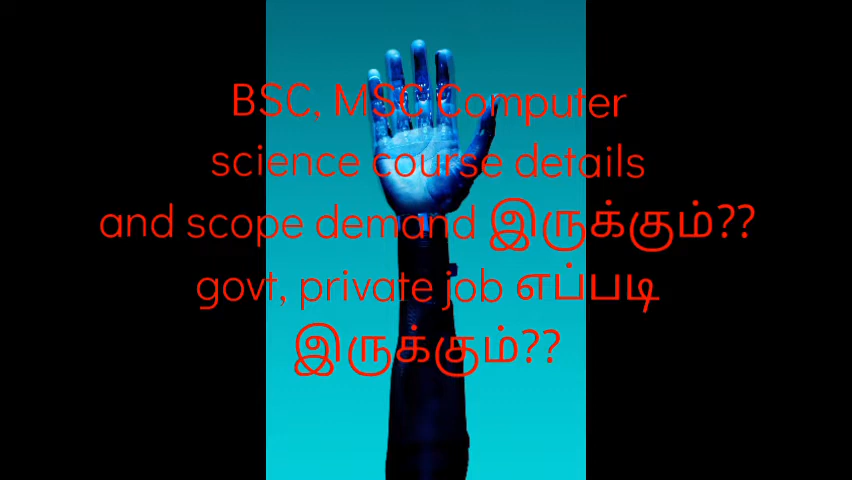 BSC, MSC Computer
science course details
and scope demand இருக்கும்??
govt, private job எப்படி
இருக்கும்??